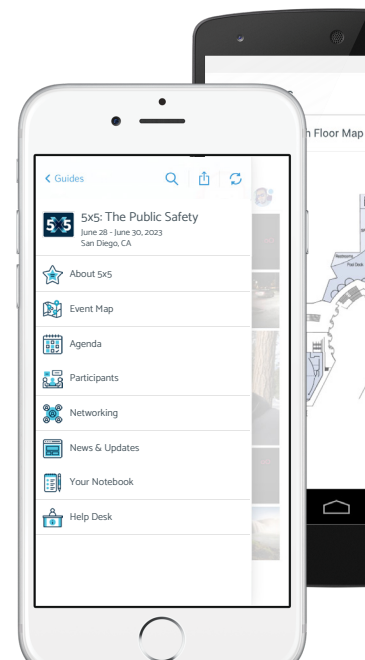 n Floor Map
Guides
5x5
5x5: The Public Safety
June 28 - June 30, 2023
San Diego, CA
About 5x5
Event Map
Agenda
Participants
Networking
News & Updates
Your Notebook
Help Desk